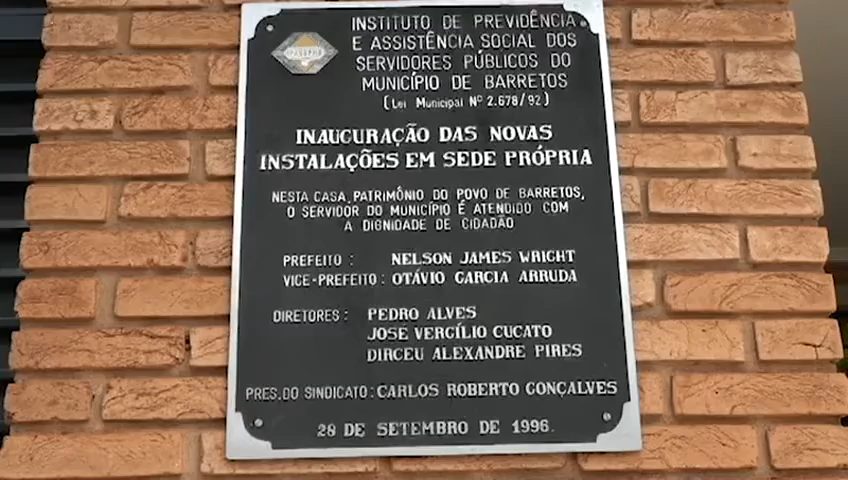 INSTITUTO DE PREVIDÊNCIA
E ASSISTÊNCIA SOCIAL DOS
SERVIDORES PÚBLICOS DO
MUNICÍPIO DE BARRETOS
(Lei Municipal Nº 2.678/92)
INAUGURAÇÃO DAS NOVAS
INSTALAÇÕES EM SEDE PRÓPRIA
NESTA CASA, PATRIMÔNIO DO POVO DE BARRETOS,
O SERVIDOR DO MUNICÍPIO É ATENDIDO COM
A DIGNIDADE DE CIDADÃO
PREFEITO: NELSON JAMES WRIGHT
VICE-PREFEITO: OTÁVIO GARCIA ARRUDA
DIRETORES: PEDRO ALVES
JOSE VERGÍLIO CUCATO
DIRCEU ALEXANDRE PIRES
PRES.DO SINDICATO: CARLOS ROBERTO GONÇALVES
28 DE SETEMBRO DE 1996.